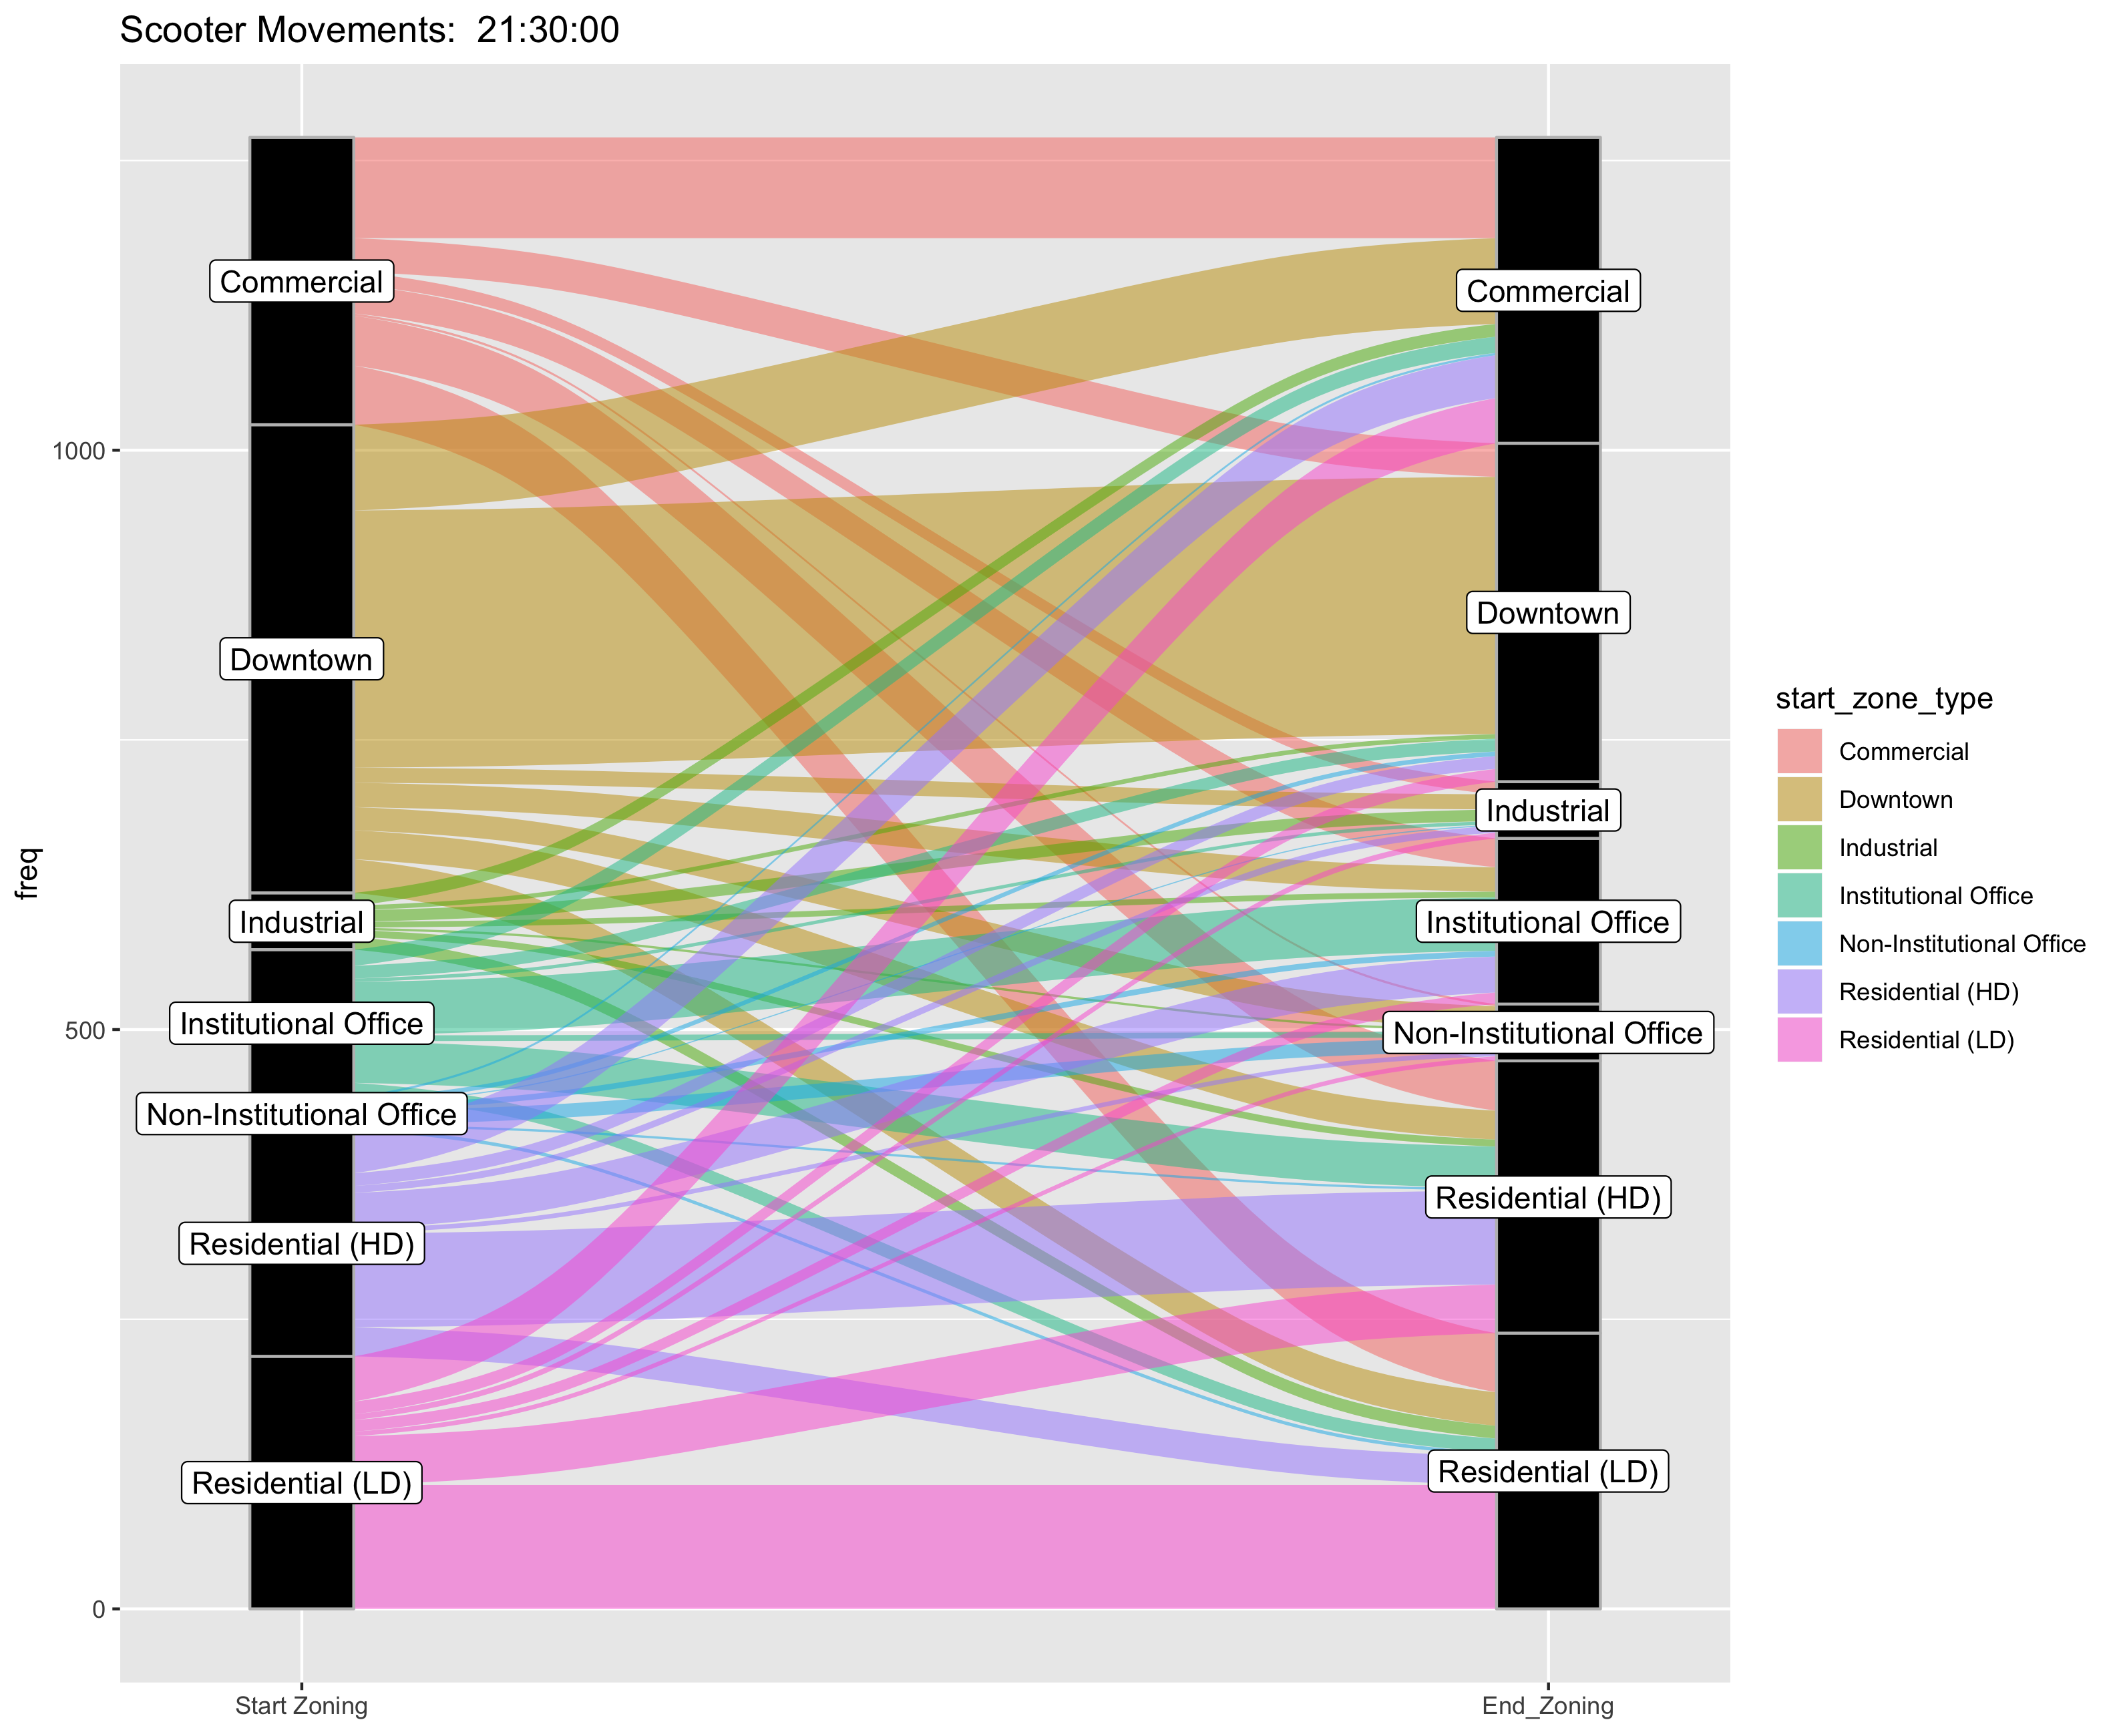 Scooter Movements:  21:30:00
freq
1000
500
0
Commercial
Downtown
Industrial
Institutional Office
Non-Institutional Office
Residential (HD)
Residential (LD)
Commercial
Downtown
Industrial
Institutional Office
Non-Institutional Office
Residential (HD)
Residential (LD)
Start Zoning
End_Zoning
start_zone_type
Commercial
Downtown
Industrial
Institutional Office
Non-Institutional Office
Residential (HD)
Residential (LD)